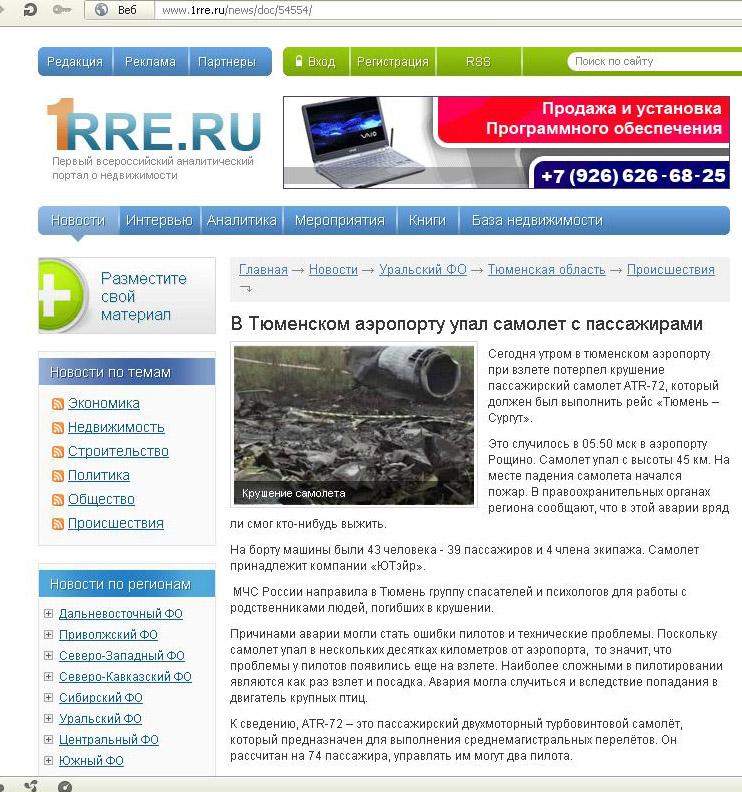 Веб
www.1rre.ru/news/doc/54554/
Редакция
Реклама
Партнеры
Вход
Регистрация
RSS
Поиск по сайту
1RRE.RU
Первый всероссийский аналитический
портал о недвижимости
VAIO
Продажа и установка
Программного обеспечения
+7 (926) 626-68-25
Новости
Интервью
Аналитика
Мероприятия
Книги
База недвижимости
Разместите
свой
материал
Новости по темам
Экономика
Недвижимость
Строительство
Политика
Общество
Происшествия
Новости по регионам
Дальневосточный ФО
Приволжский ФО
Северо-Западный ФО
Северо-Кавказский ФО
Сибирский ФО
Уральский ФО
Центральный ФО
Южный ФО
Главная → Новости → Уральский ФО → Тюменская область → Происшествия
В Тюменском аэропорту упал самолет с пассажирами
Крушение самолета
Сегодня утром в тюменском аэропорту
при взлете потерпел крушение
пассажирский самолет ATR-72, который
должен был выполнить рейс «Тюмень –
Сургут».
Это случилось в 05.50 мск в аэропорту
Рощино. Самолет упал с высоты 45 км. На
месте падения самолета начался
пожар. В правоохранительных органах
региона сообщают, что в этой аварии вряд
ли смог кто-нибудь выжить.
На борту машины были 43 человека - 39 пассажиров и 4 члена экипажа. Самолет
принадлежит компании «ЮТэйр».
МЧС России направила в Тюмень группу спасателей и психологов для работы с
родственниками людей, погибших в крушении.
Причинами аварии могли стать ошибки пилотов и технические проблемы. Поскольку
самолет упал в нескольких десятках километров от аэропорта, то значит, что
проблемы у пилотов появились еще на взлете. Наиболее сложными в пилотировании
являются как раз взлет и посадка. Авария могла случиться и вследствие попадания в
двигатель крупных птиц.
К сведению, ATR-72 – это пассажирский двухмоторный турбовинтовой самолёт,
который предназначен для выполнения среднемагистральных перелётов. Он
рассчитан на 74 пассажира, управлять им могут два пилота.